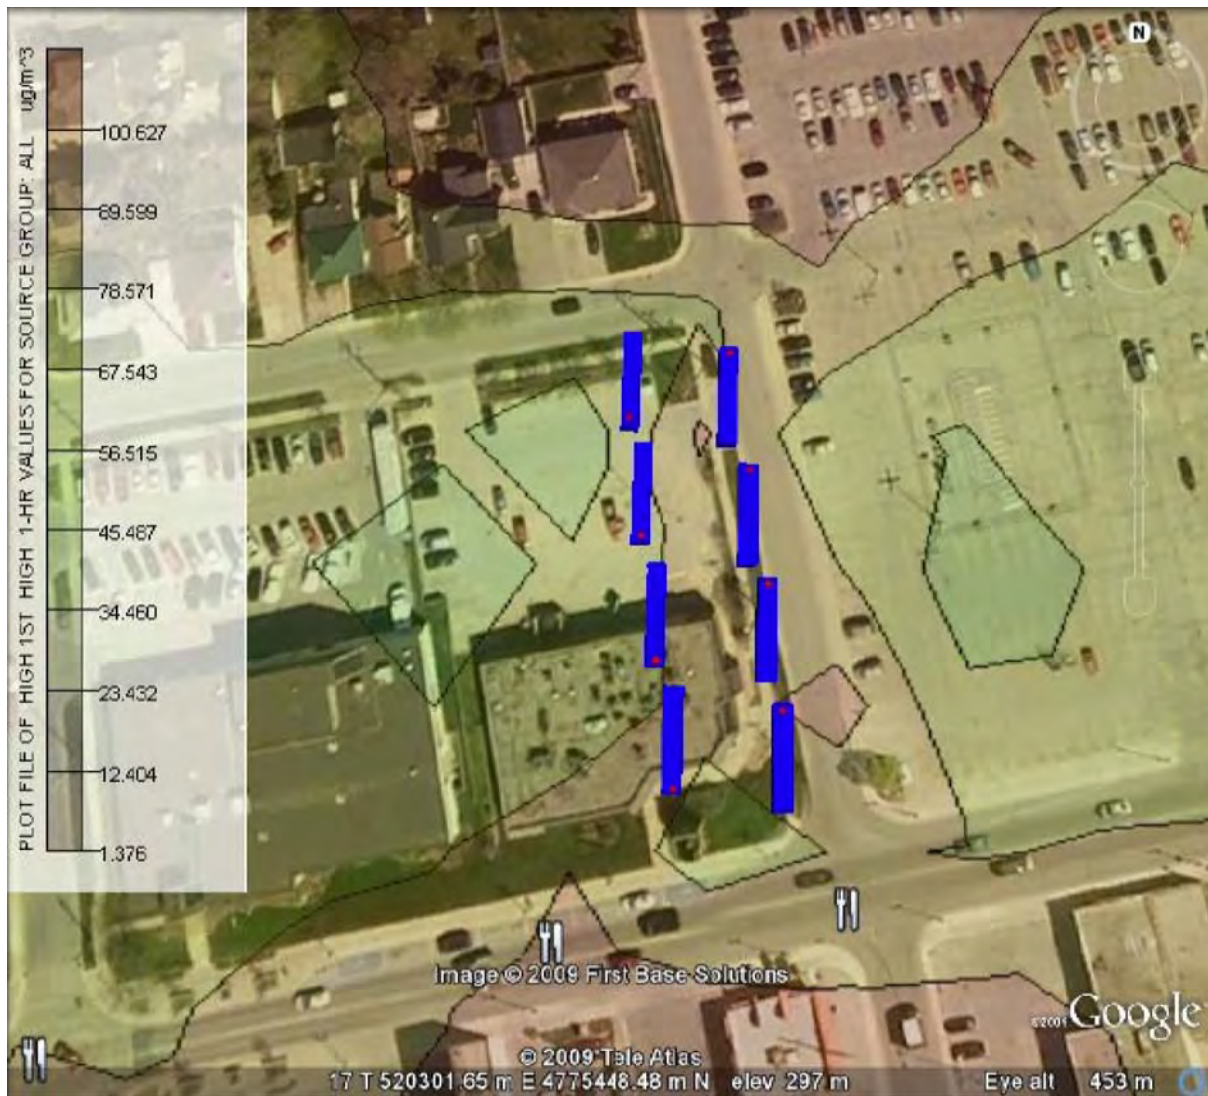 N
PLOT FILE OF HIGH 1ST HIGH 1-HR VALUES FOR SOURCE GROUP: ALL ug/m^3
100.627
89.599
78.571
67.543
56.515
45.487
34.460
23.432
12.404
1.376
Image © 2009 First Base Solutions
©2009 Google
© 2009 Tele Atlas
17 T 520301.65 m E 4775448.48 m N elev 297 m Eye alt 453 m